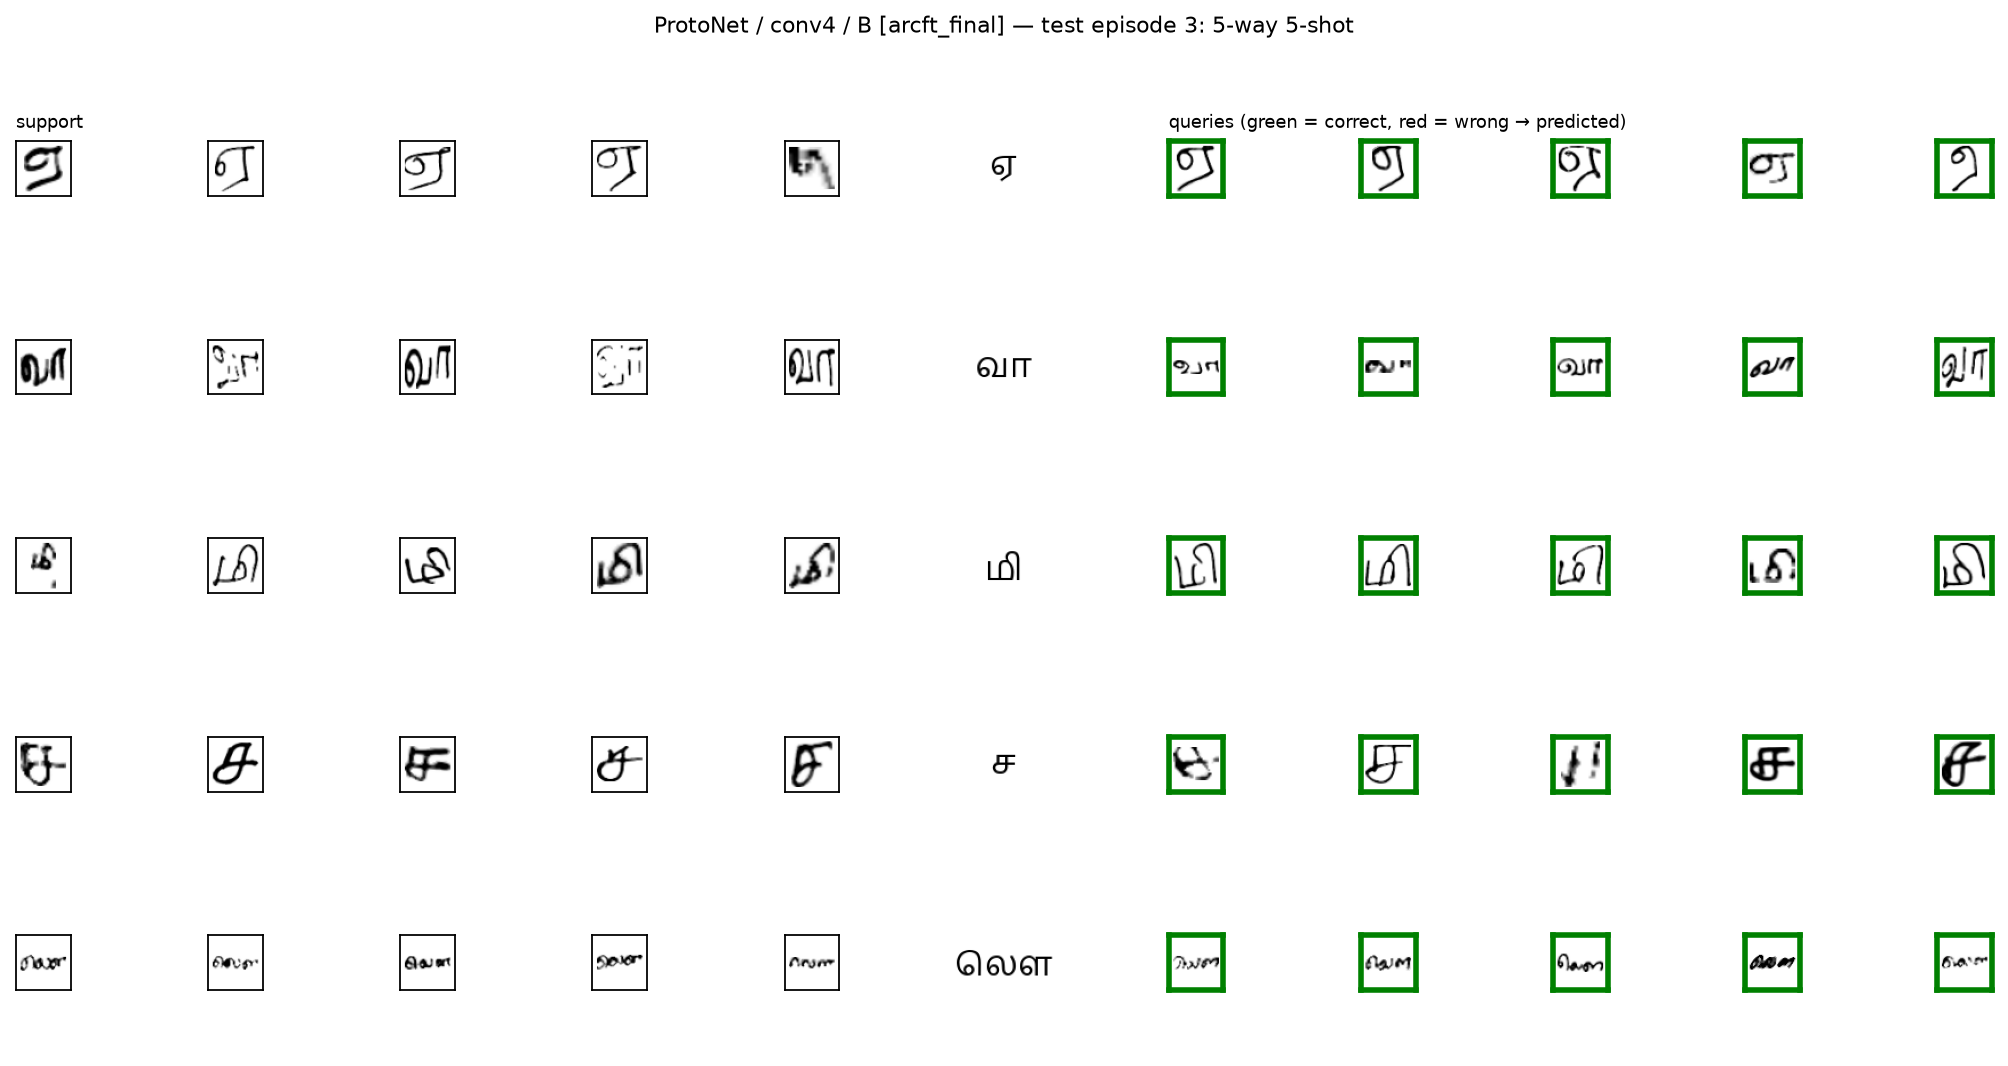 ProtoNet / conv4 / B [arcft_final] — test episode 3: 5-way 5-shot
support queries (green = correct, red = wrong → predicted)
ஏ ஏ ஏ ஏ ஏ ஏ ஏ ஏ ஏ
வா வா வா வா வா வா வா வா
மி மி மி மி மி மி மி மி மி மி
ச ச ச ச ச ச ச ச ச
லௌ லௌ லௌ லௌ லௌ லௌ லௌ லௌ லௌ